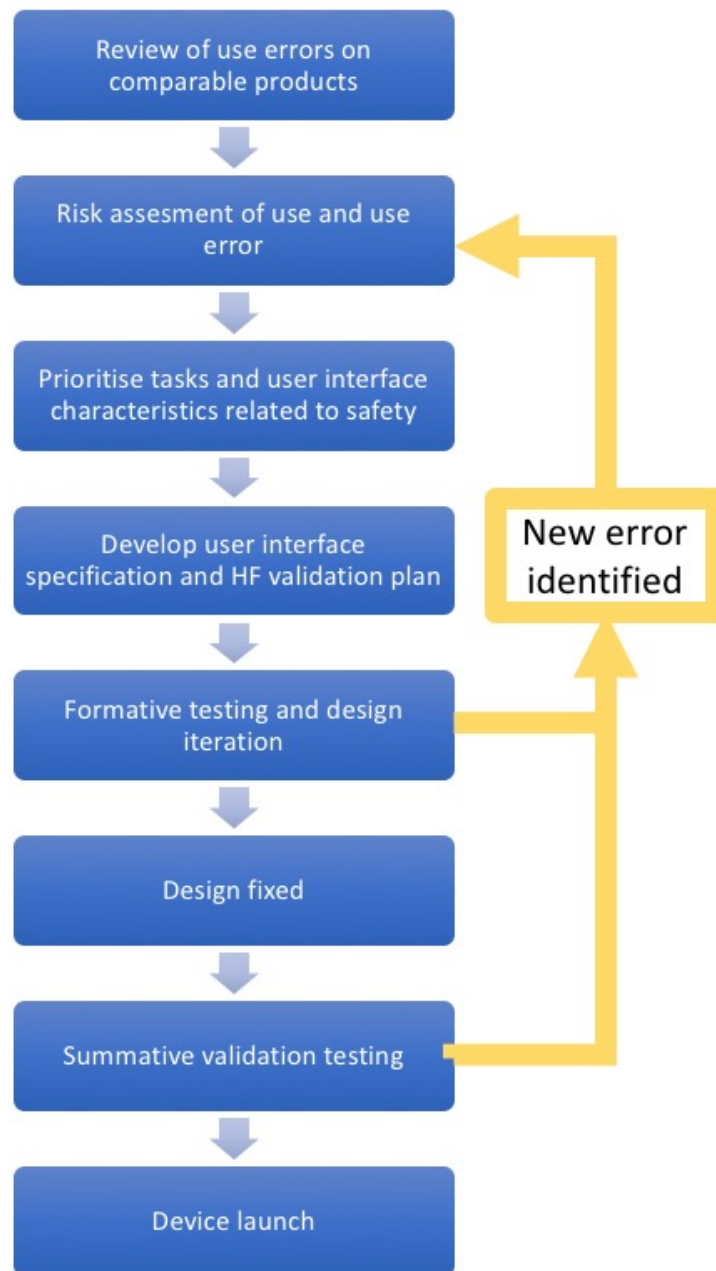 Review of use errors on
comparable products
Risk assesment of use and use
error
Prioritise tasks and user interface
characteristics related to safety
Develop user interface
specification and HF validation plan
New error
identified
Formative testing and design
iteration
Design fixed
Summative validation testing
Device launch